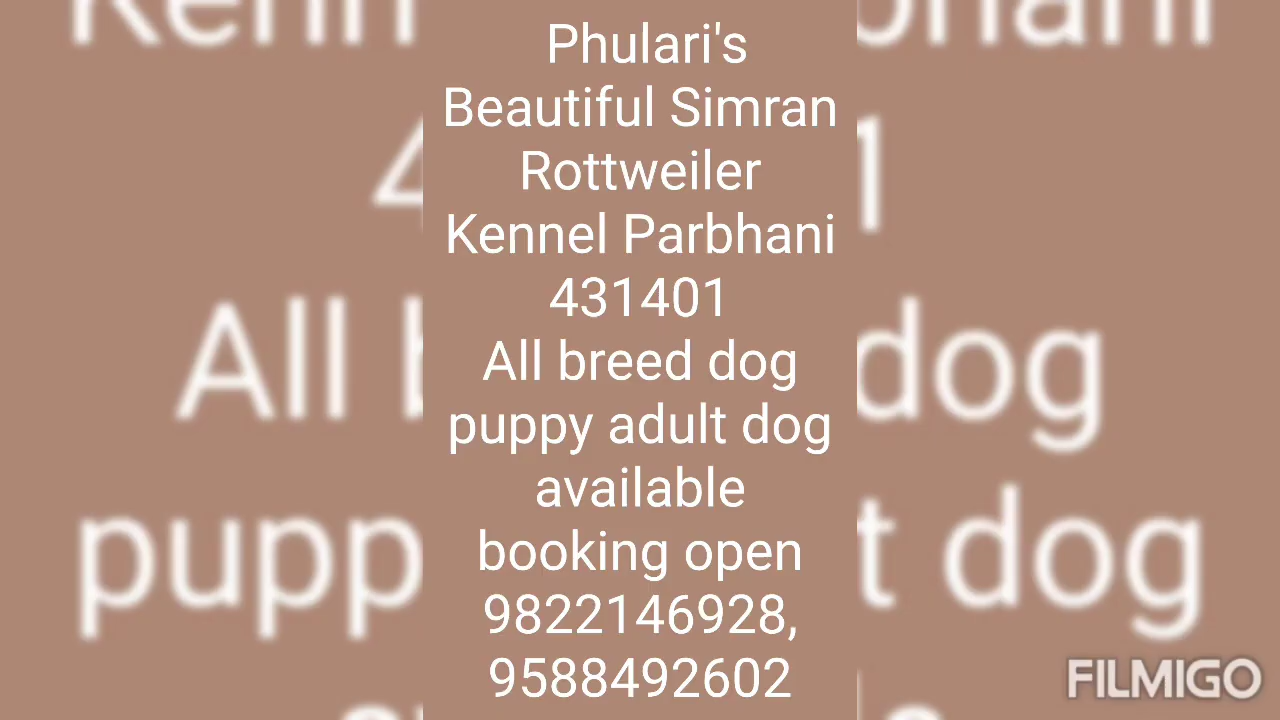 Phulari's
Beautiful Simran
Rottweiler
Kennel Parbhani
431401
All breed dog
puppy adult dog
available
booking open
9822146928,
9588492602
FILMIGO